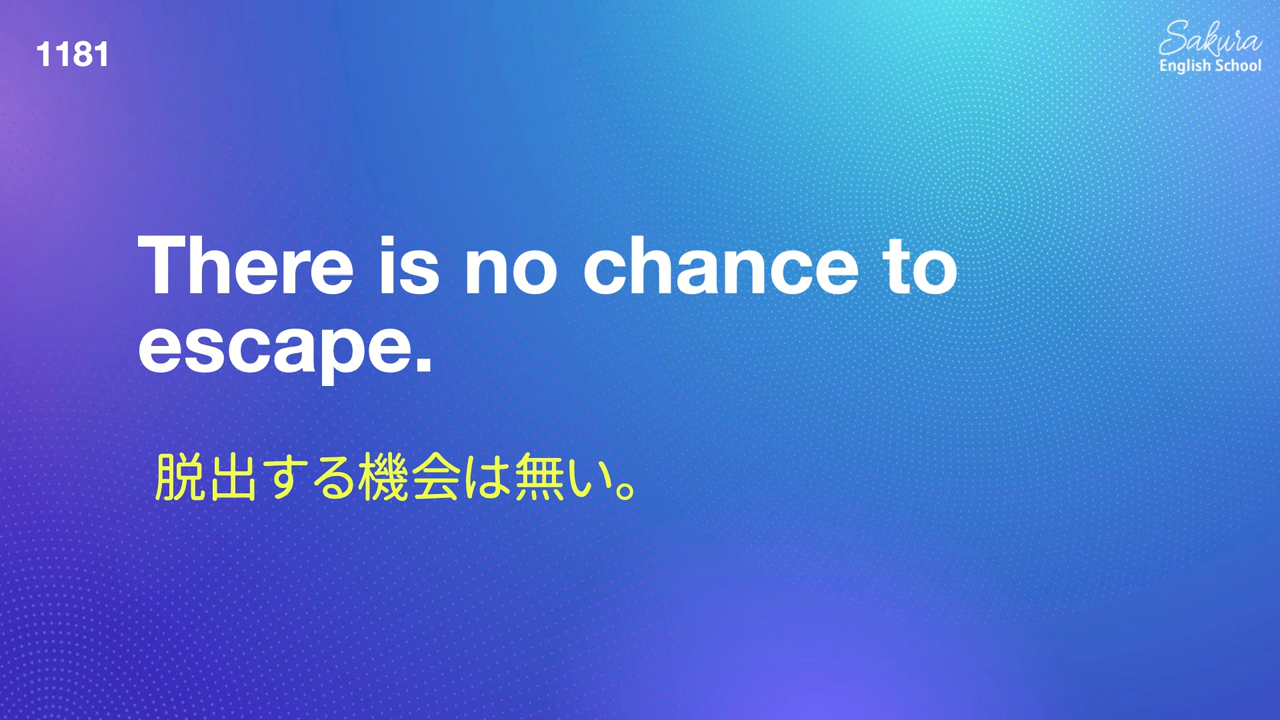 1181
Sakura
English School
There is no chance to
escape.
脱出する機会は無い。